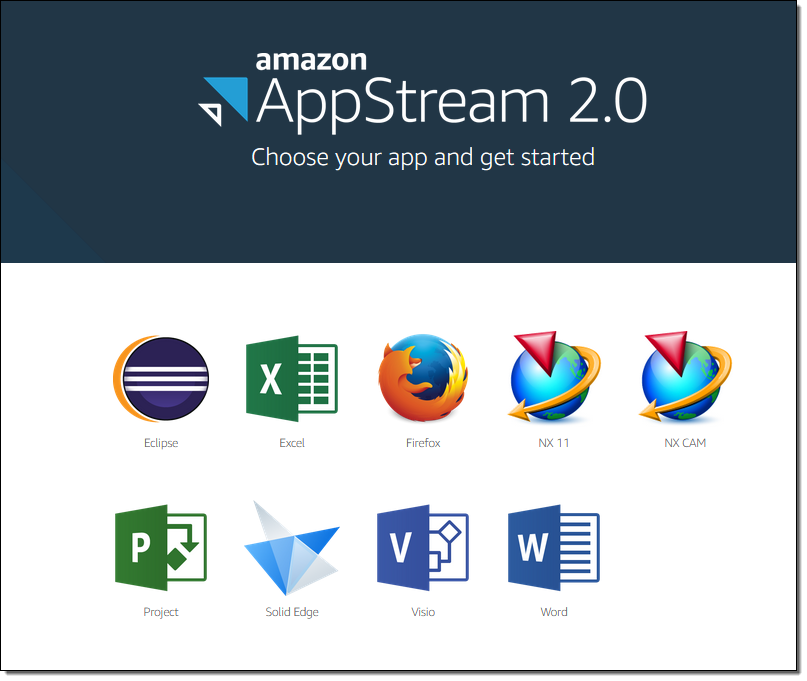 amazon
AppStream 2.0
Choose your app and get started
X
Eclipse Excel Firefox NX 11 NX CAM
P V W
Project Solid Edge Visio Word